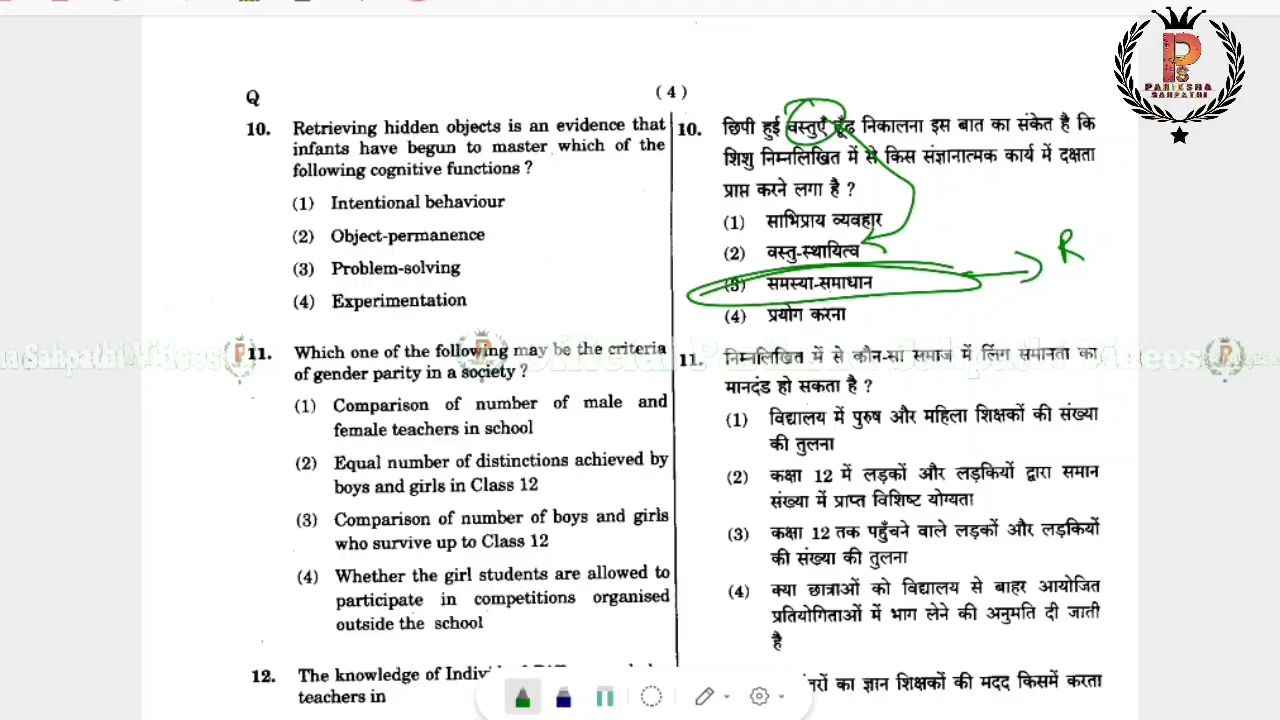 PARIKSHA
SAHPATHI
Q
( 4 )
10. Retrieving hidden objects is an evidence that
infants have begun to master which of the
following cognitive functions ?
(1) Intentional behaviour
(2) Object-permanence
(3) Problem-solving
(4) Experimentation
11. Which one of the following may be the criteria
of gender parity in a society ?
(1) Comparison of number of male and
female teachers in school
(2) Equal number of distinctions achieved by
boys and girls in Class 12
(3) Comparison of number of boys and girls
who survive up to Class 12
(4) Whether the girl students are allowed to
participate in competitions organised
outside the school
12. The knowledge of
teachers in
10. छिपी हुई वस्तुएँ ढूँढ़ निकालना इस बात का संकेत है कि
शिशु निम्नलिखित में से किस संज्ञानात्मक कार्य में दक्षता
प्राप्त करने लगा है ?
(1) साभिप्राय व्यवहार
(2) वस्तु-स्थायित्व
(3) समस्या-समाधान
(4) प्रयोग करना
R
11. निम्नलिखित में से कौन-सा समाज में लिंग समानता का
मानदंड हो सकता है ?
(1) विद्यालय में पुरुष और महिला शिक्षकों की संख्या
की तुलना
(2) कक्षा 12 में लड़कों और लड़कियों द्वारा समान
संख्या में प्राप्त विशिष्ट योग्यता
(3) कक्षा 12 तक पहुँचने वाले लड़कों और लड़कियों
की संख्या की तुलना
(4) क्या छात्राओं को विद्यालय से बाहर आयोजित
प्रतियोगिताओं में भाग लेने की अनुमति दी जाती
है
का ज्ञान शिक्षकों की मदद किसमें करता